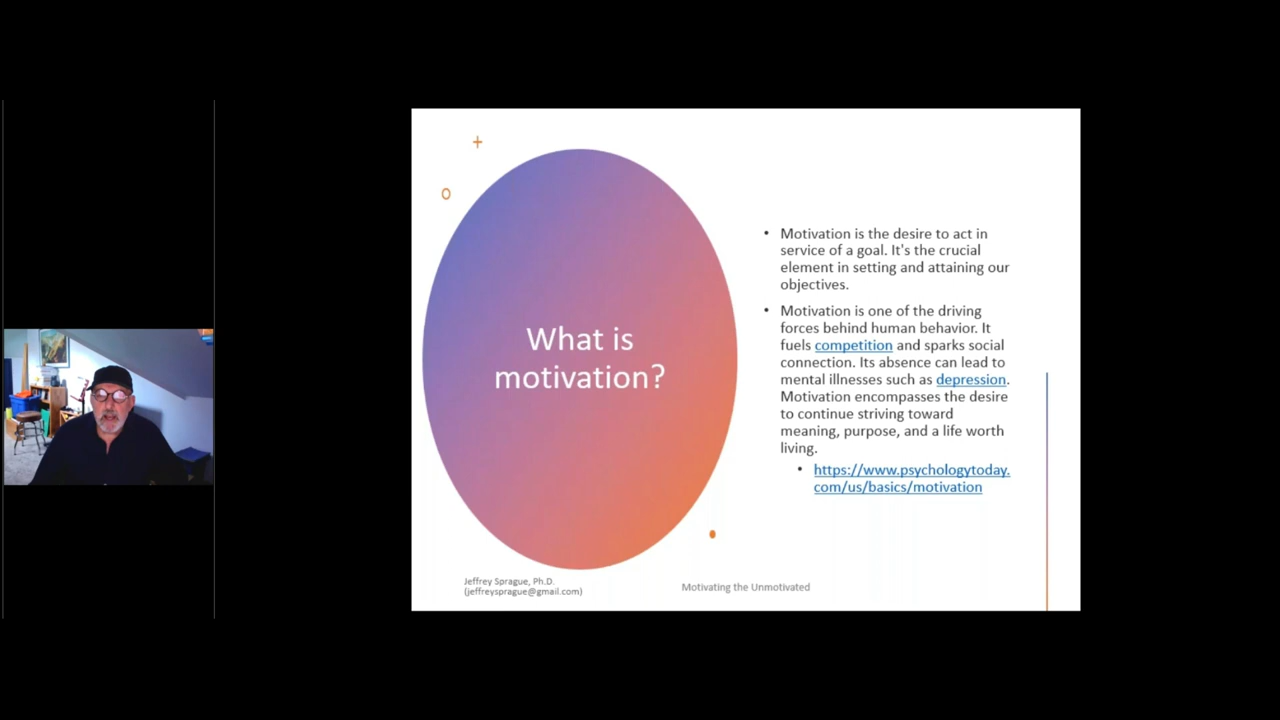 What is
motivation?
• Motivation is the desire to act in
service of a goal. It's the crucial
element in setting and attaining our
objectives.
• Motivation is one of the driving
forces behind human behavior. It
fuels competition and sparks social
connection. Its absence can lead to
mental illnesses such as depression.
Motivation encompasses the desire
to continue striving toward
meaning, purpose, and a life worth
living.
• https://www.psychologytoday.
com/us/basics/motivation
Jeffrey Sprague, Ph.D.
(jeffreysprague@gmail.com)
Motivating the Unmotivated